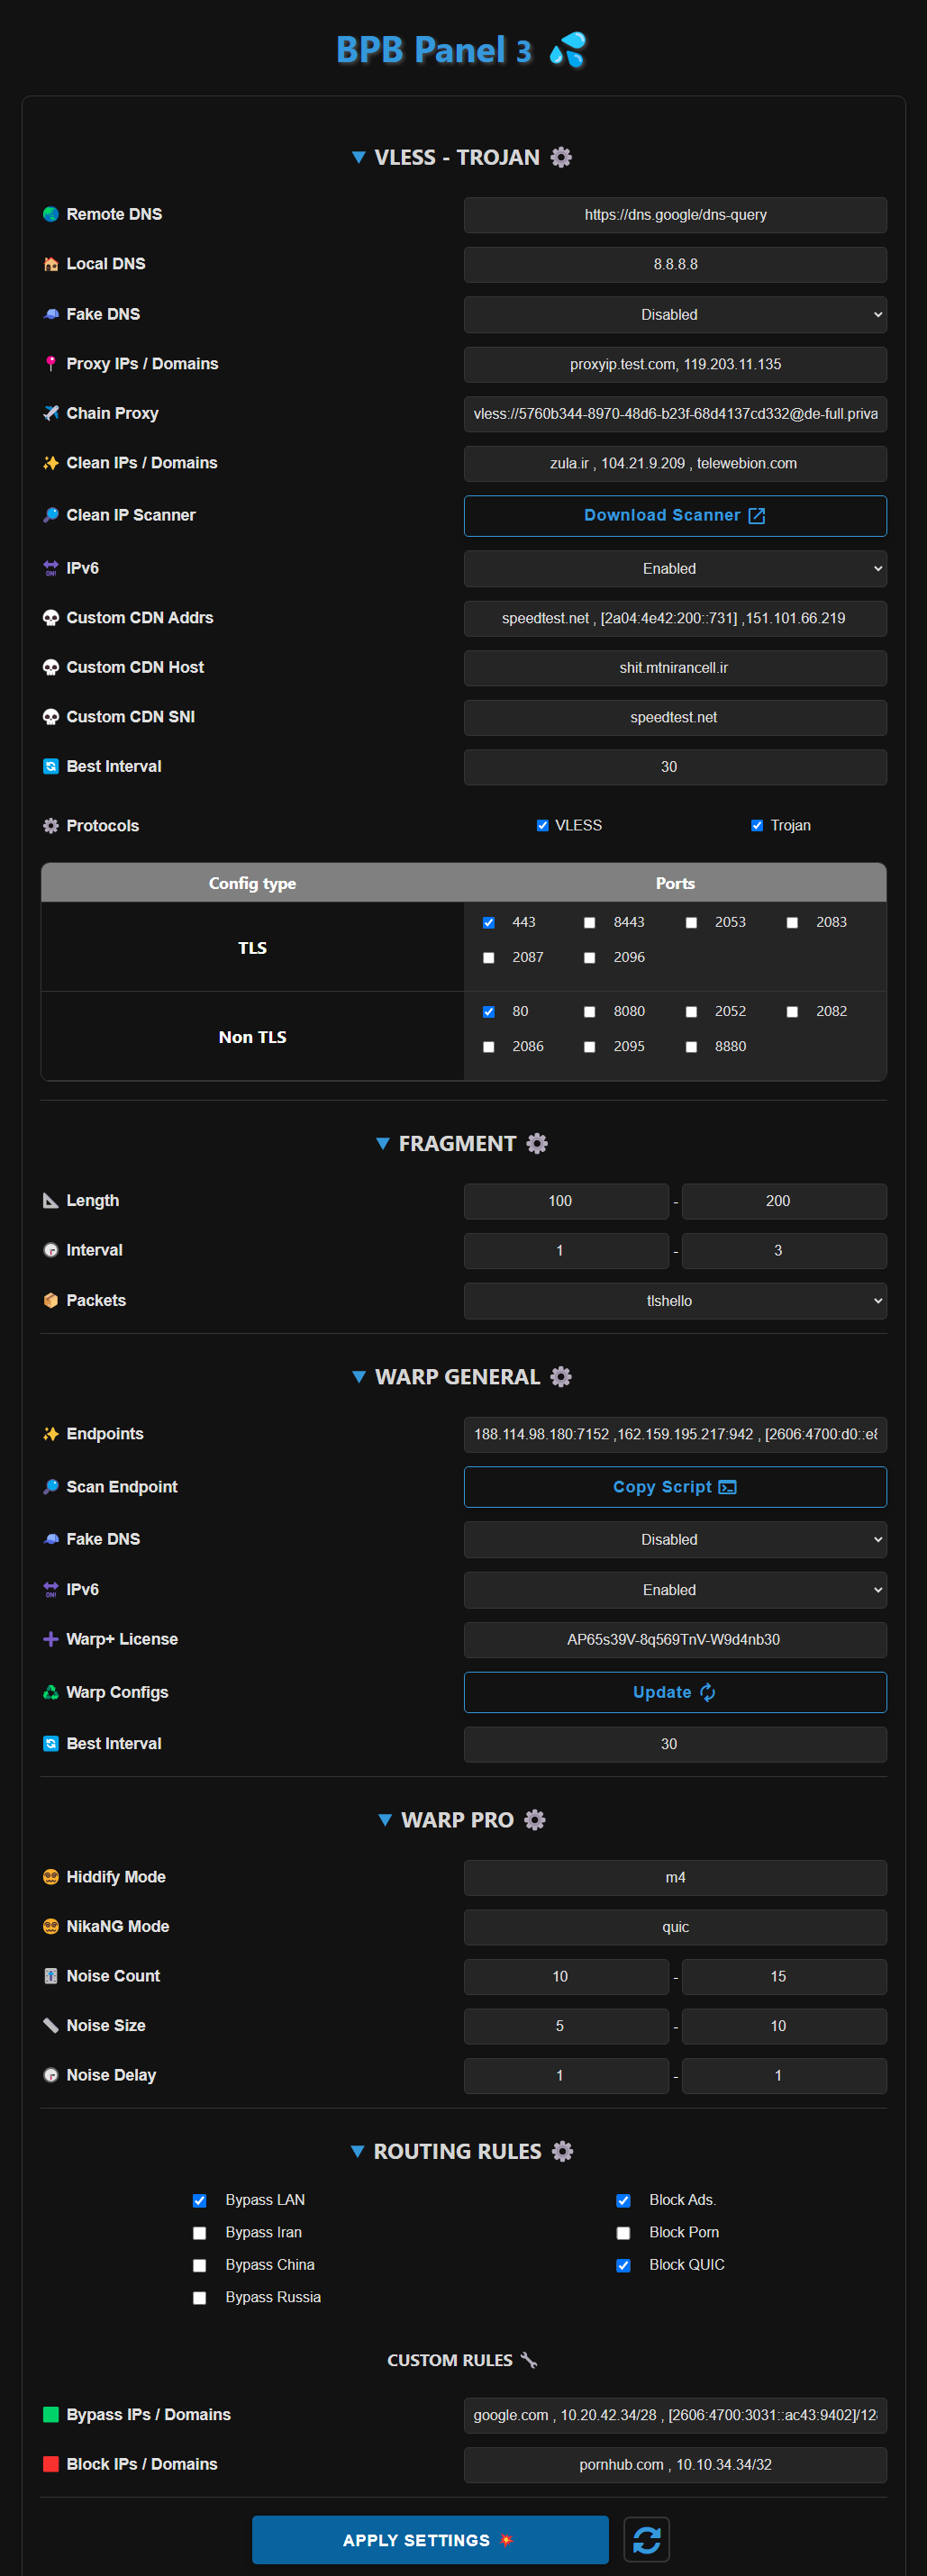 BPB Panel 3 💦
VLESS - TROJAN ⚙️
🌏 Remote DNS https://dns.google/dns-query
🏚️ Local DNS 8.8.8.8
🧢 Fake DNS Disabled
📍 Proxy IPs / Domains proxyip.test.com, 119.203.11.135
✈️ Chain Proxy vless://5760b344-8970-48d6-b23f-68d4137cd332@de-full.priva
✨ Clean IPs / Domains zula.ir , 104.21.9.209 , telewebion.com
🔎 Clean IP Scanner Download Scanner
🔛 IPv6 Enabled
💀 Custom CDN Addrs speedtest.net , [2a04:4e42:200::731] ,151.101.66.219
💀 Custom CDN Host shit.mtnirancell.ir
💀 Custom CDN SNI speedtest.net
🔄 Best Interval 30
⚙️ Protocols VLESS Trojan
Config type Ports
TLS
443 8443 2053 2083
2087 2096
Non TLS
80 8080 2052 2082
2086 2095 8880
FRAGMENT ⚙️
📐 Length 100 - 200
🕞 Interval 1 - 3
📦 Packets tlshello
WARP GENERAL ⚙️
✨ Endpoints 188.114.98.180:7152 ,162.159.195.217:942 , [2606:4700:d0::e
🔎 Scan Endpoint Copy Script
🧢 Fake DNS Disabled
🔛 IPv6 Enabled
➕ Warp+ License AP65s39V-8q569TnV-W9d4nb30
♻️ Warp Configs Update
🔄 Best Interval 30
WARP PRO ⚙️
😵‍💫 Hiddify Mode m4
😵‍💫 NikaNG Mode quic
🎚️ Noise Count 10 - 15
📏 Noise Size 5 - 10
🕞 Noise Delay 1 - 1
ROUTING RULES ⚙️
Bypass LAN Block Ads.
Bypass Iran Block Porn
Bypass China Block QUIC
Bypass Russia
CUSTOM RULES 🔧
🟩 Bypass IPs / Domains google.com , 10.20.42.34/28 , [2606:4700:3031::ac43:9402]/12
🟥 Block IPs / Domains pornhub.com , 10.10.34.34/32
APPLY SETTINGS 💥